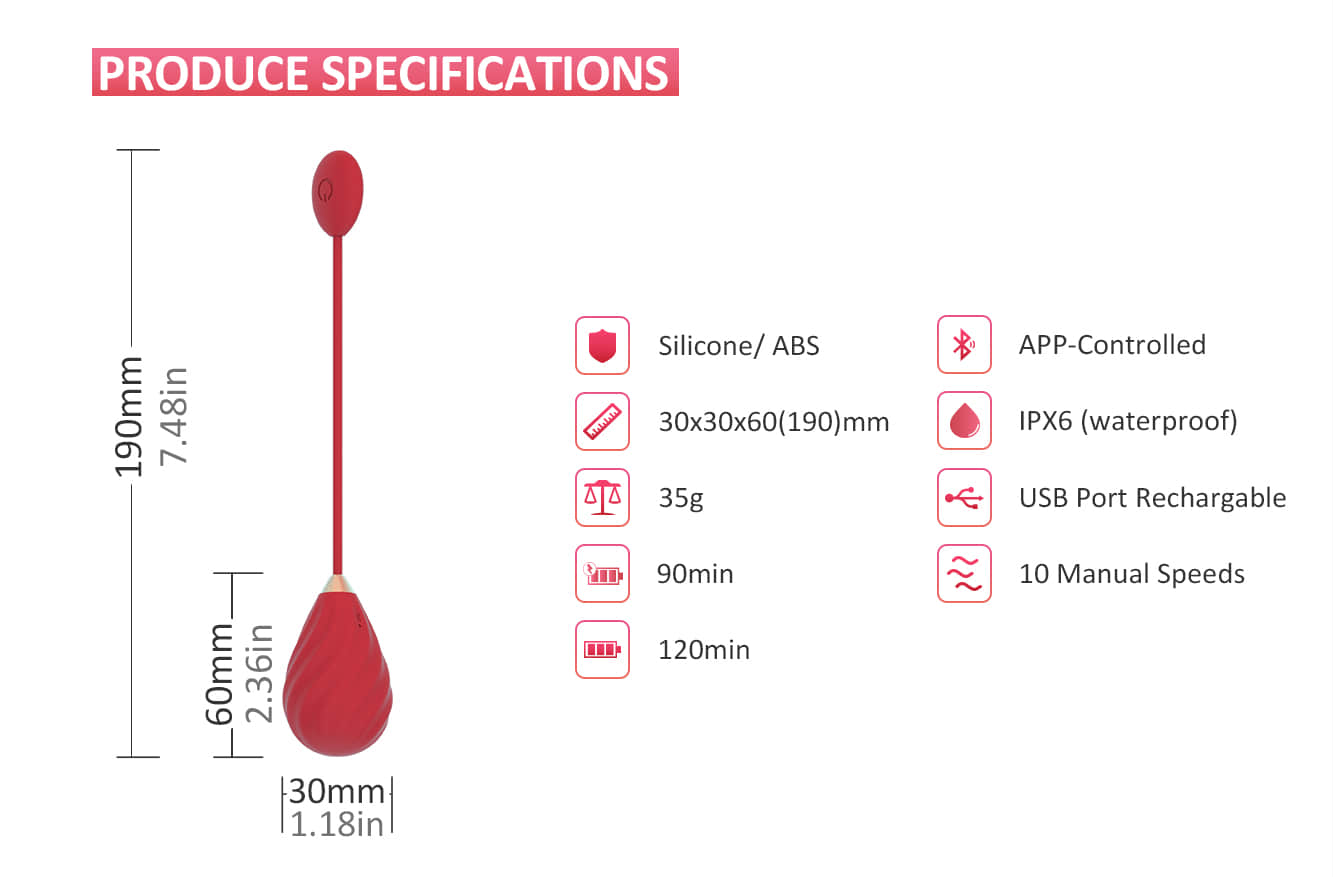 PRODUCE SPECIFICATIONS
190mm
7.48in
60mm
2.36in
30mm
1.18in
Silicone/ ABS
30x30x60(190)mm
35g
90min
120min
APP-Controlled
IPX6 (waterproof)
USB Port Rechargable
10 Manual Speeds